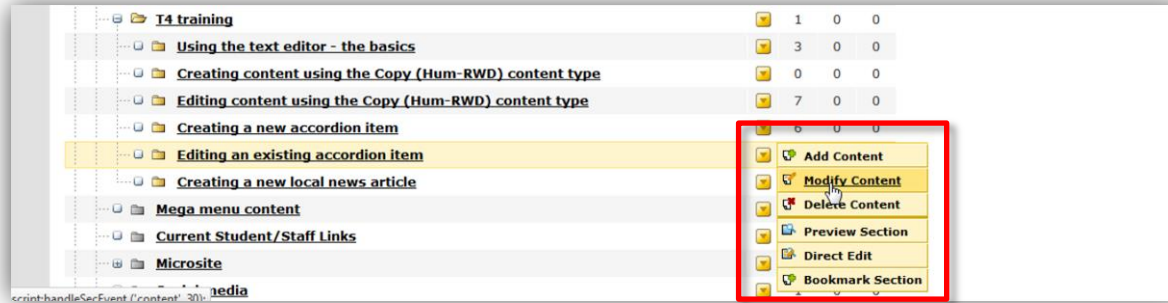 T4 training 1 0 0
Using the text editor - the basics 3 0 0
Creating content using the Copy (Hum-RWD) content type 0 0 0
Editing content using the Copy (Hum-RWD) content type 7 0 0
Creating a new accordion item 6 0 0
Editing an existing accordion item
Add Content
Creating a new local news article
Modify Content
Delete Content
Mega menu content
Preview Section
Current Student/Staff Links
Direct Edit
Microsite
Bookmark Section
script:handleSecEvent('content', 30);